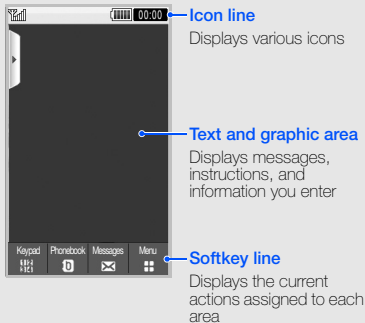 00:00
Icon line
Displays various icons
Text and graphic area
Displays messages,
instructions, and
information you enter
Keypad Phonebook Messages Menu
Softkey line
Displays the current
actions assigned to each
area